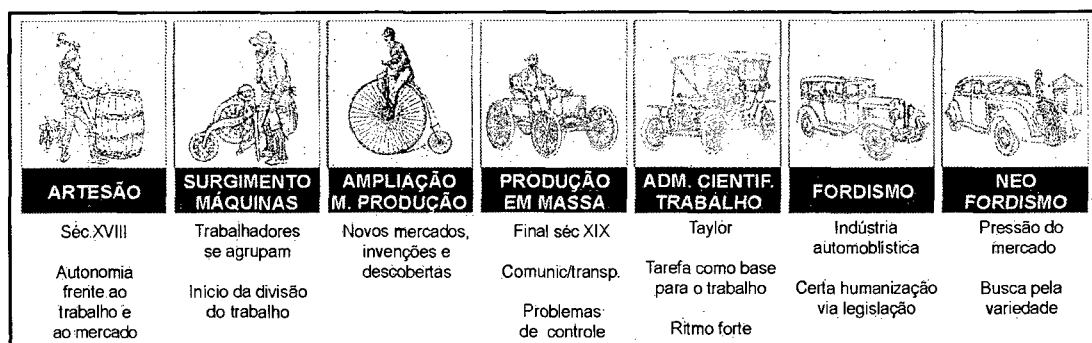 ARTESÃO
Séc.XVIII
Autonomia
frente ao
trabalho e
ao mercado
SURGIMENTO
MÁQUINAS
Trabalhadores
se agrupam
Início da divisão
do trabalho
AMPLIAÇÃO
M. PRODUÇÃO
Novos mercados,
invenções e
descobertas
PRODUÇÃO
EM MASSA
Final séc XIX
Comunic/transp.
Problemas
de controle
ADM. CIENTIF.
TRABÁLHO
Taylor
Tarefa como base
para o trabalho
Ritmo forte
FORDISMO
Indústria
automoblística
Certa humanização
via legislação
NEO
FORDISMO
Pressão do
mercado
Busca pela
variedade